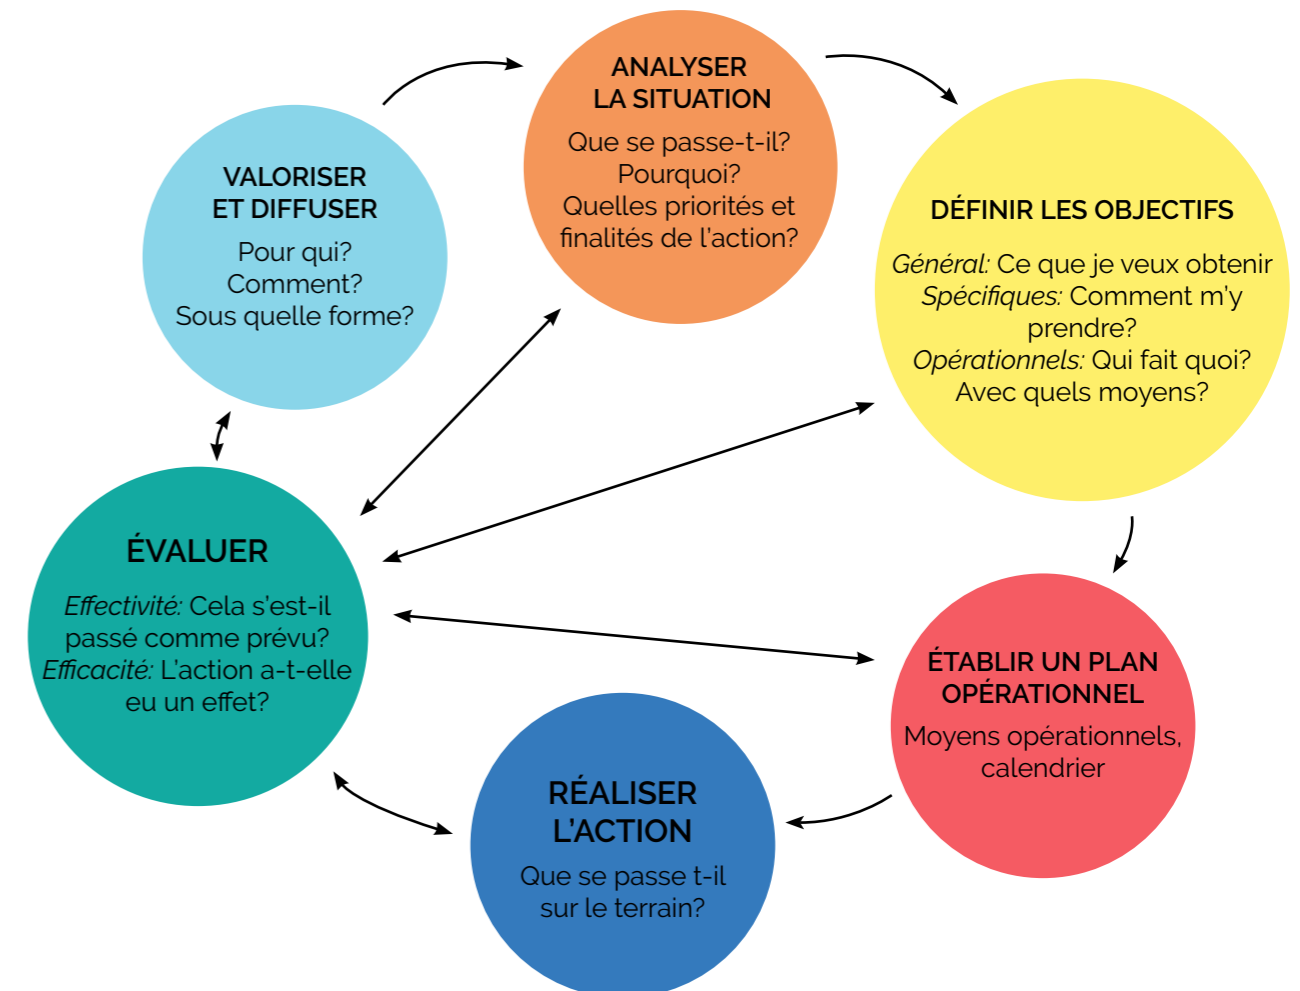 ANALYSER
LA SITUATION
Que se passe-t-il?
Pourquoi?
Quelles priorités et
finalités de l'action?
DÉFINIR LES OBJECTIFS
Général: Ce que je veux obtenir
Spécifiques: Comment m'y
prendre?
Opérationnels: Qui fait quoi?
Avec quels moyens?
ÉTABLIR UN PLAN
OPÉRATIONNEL
Moyens opérationnels,
calendrier
RÉALISER
L'ACTION
Que se passe t-il
sur le terrain?
ÉVALUER
Effectivité: Cela s'est-il
passé comme prévu?
Efficacité: L'action a-t-elle
eu un effet?
VALORISER
ET DIFFUSER
Pour qui?
Comment?
Sous quelle forme?